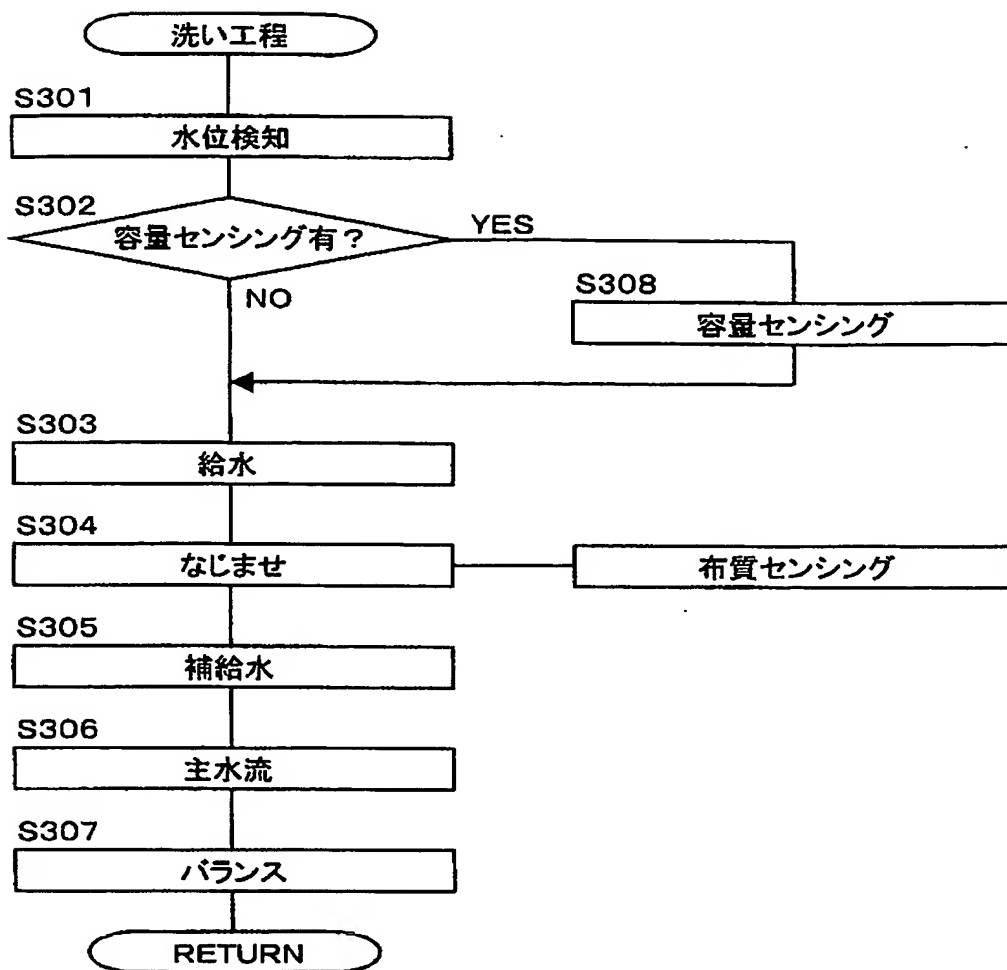 洗い工程
S301
水位検知
S302
容量センシング有？
YES
NO
S308
容量センシング
S303
給水
S304
なじませ
布質センシング
S305
補給水
S306
主水流
S307
バランス
RETURN